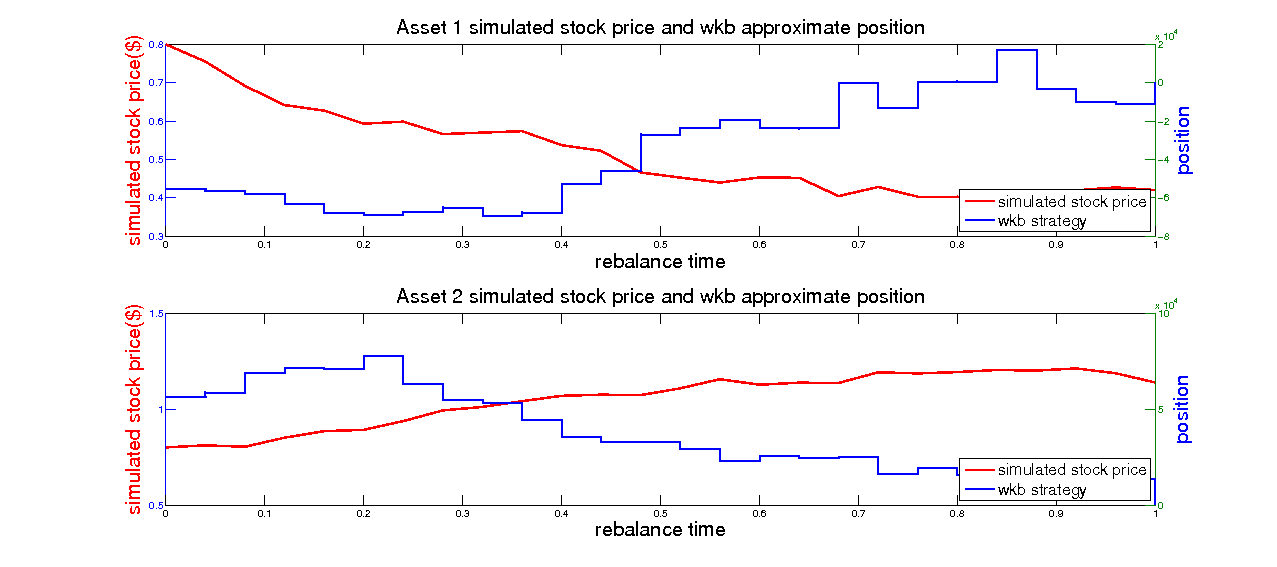 Asset 1 simulated stock price and wkb approximate position
x 10^4
simulated stock price($)
0.8
0.7
0.6
0.5
0.4
0.3
2
0
-2
-4
-6
-8
position
simulated stock price
wkb strategy
0 0.1 0.2 0.3 0.4 0.5 0.6 0.7 0.8 0.9 1
rebalance time
Asset 2 simulated stock price and wkb approximate position
x 10^4
simulated stock price($)
1.5
1
0.5
10
5
0
position
simulated stock price
wkb strategy
0 0.1 0.2 0.3 0.4 0.5 0.6 0.7 0.8 0.9 1
rebalance time